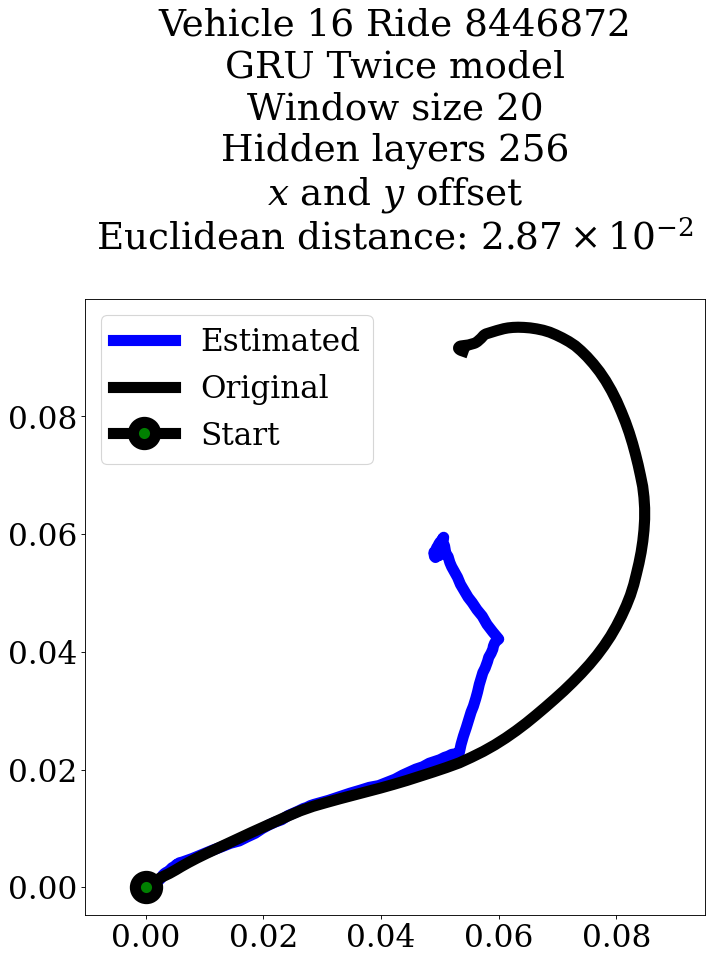 Vehicle 16 Ride 8446872
GRU Twice model
Window size 20
Hidden layers 256
x and y offset
Euclidean distance: 2.87 × 10⁻²
Estimated
Original
Start
0.08
0.06
0.04
0.02
0.00
0.00 0.02 0.04 0.06 0.08